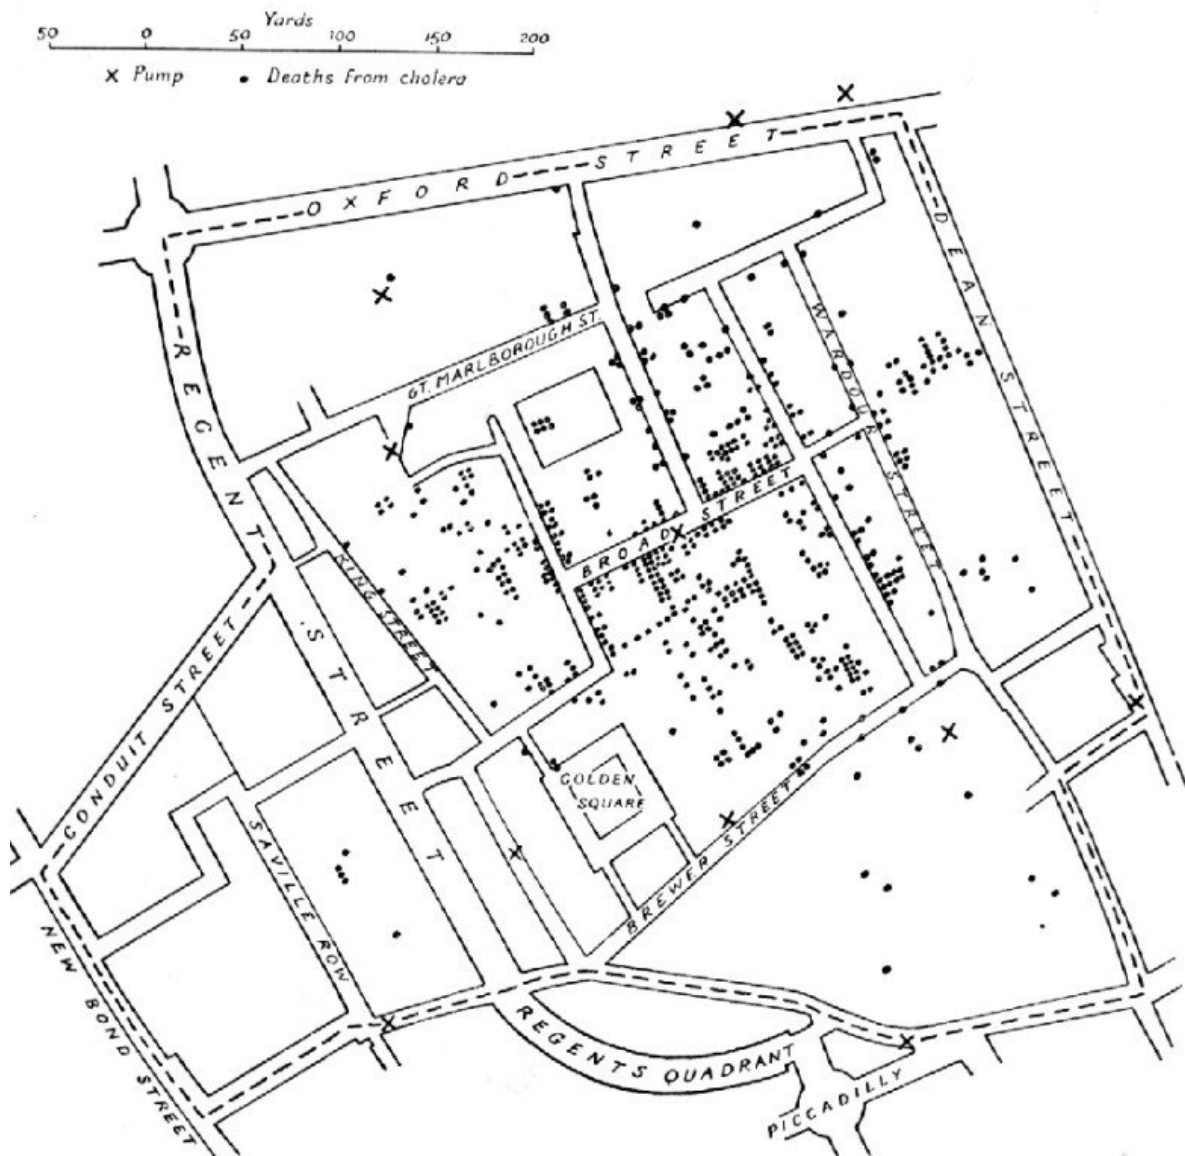 Yards
50 0 50 100 150 200
x Pump • Deaths from cholera
OXFORD STREET
DEAN STREET
WARDOUR STREET
GT. MARLBOROUGH ST.
REGENT STREET
BROAD STREET
KING STREET
CONDUIT STREET
GOLDEN
SQUARE
BREWER STREET
SAVILLE ROW
NEW BOND STREET
REGENTS QUADRANT
PICCADILLY